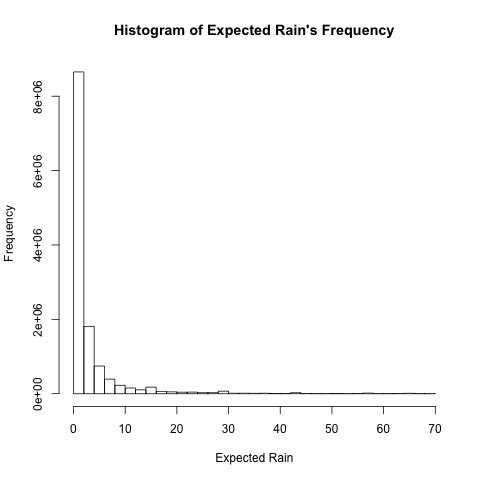 Histogram of Expected Rain's Frequency
8e+06
6e+06
4e+06
2e+06
0e+00
Frequency
0 10 20 30 40 50 60 70
Expected Rain